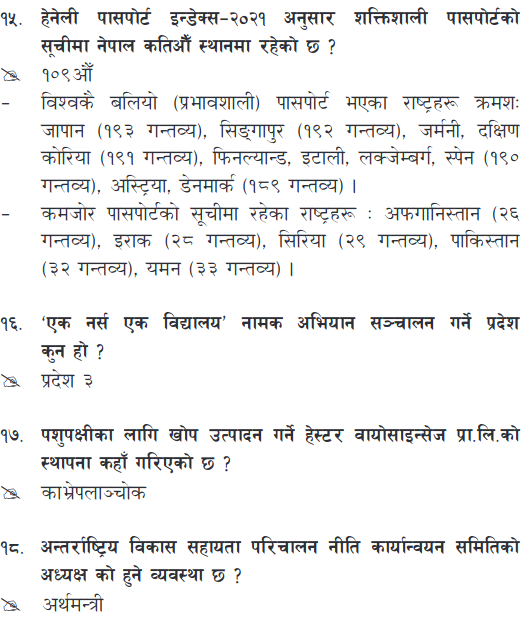 १५. हेनेली पासपोर्ट इन्डेक्स-२०२१ अनुसार शक्तिशाली पासपोर्टको
सूचीमा नेपाल कतिऔँ स्थानमा रहेको छ ?
१०९औँ
- विश्वकै बलियो (प्रभावशाली) पासपोर्ट भएका राष्ट्रहरू क्रमशः
जापान (१९३ गन्तव्य), सिङ्गापुर (१९२ गन्तव्य), जर्मनी, दक्षिण
कोरिया (१९१ गन्तव्य), फिनल्यान्ड, इटाली, लक्जेम्बर्ग, स्पेन (१९०
गन्तव्य), अस्ट्रिया, डेनमार्क (१८९ गन्तव्य) ।
- कमजोर पासपोर्टको सूचीमा रहेका राष्ट्रहरू : अफगानिस्तान (२६
गन्तव्य), इराक (२८ गन्तव्य), सिरिया (२९ गन्तव्य), पाकिस्तान
(३२ गन्तव्य), यमन (३३ गन्तव्य) ।
१६. ‘एक नर्स एक विद्यालय’ नामक अभियान सञ्चालन गर्ने प्रदेश
कुन हो ?
प्रदेश ३
१७. पशुपक्षीका लागि खोप उत्पादन गर्ने हेस्टर वायोसाइन्सेज प्रा.लि.को
स्थापना कहाँ गरिएको छ ?
काभ्रेपलाञ्चोक
१८. अन्तर्राष्ट्रिय विकास सहायता परिचालन नीति कार्यान्वयन समितिको
अध्यक्ष को हुने व्यवस्था छ ?
अर्थमन्त्री